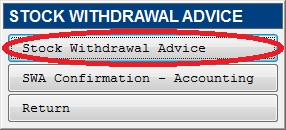 STOCK WITHDRAWAL ADVICE
Stock Withdrawal Advice
SWA Confirmation - Accounting
Return